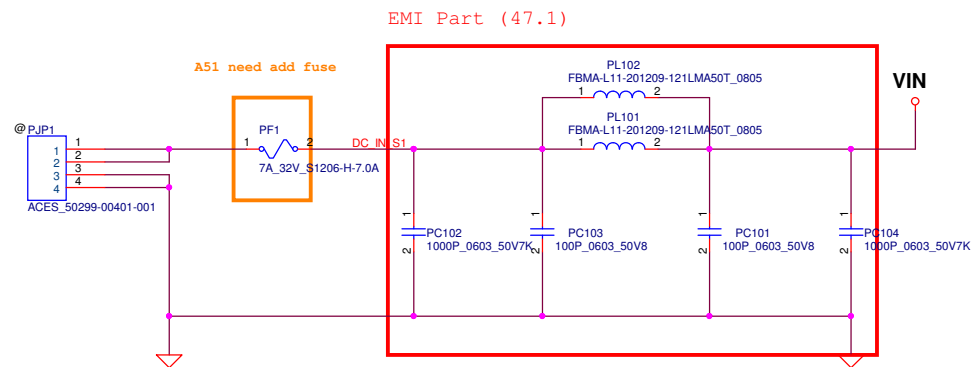 EMI Part (47.1)
A51 need add fuse
PL102
FBMA-L11-201209-121LMA50T_0805
1 2
VIN
@ PJP1
PF1
PL101
FBMA-L11-201209-121LMA50T_0805
1 1
2 2
3 3
4 4
1 2
DC_IN_S1
1 2
7A_32V_S1206-H-7.0A
ACES_50299-00401-001
1
2
PC102
1000P_0603_50V7K
1
2
PC103
100P_0603_50V8
1
2
PC101
100P_0603_50V8
1
2
PC104
1000P_0603_50V7K